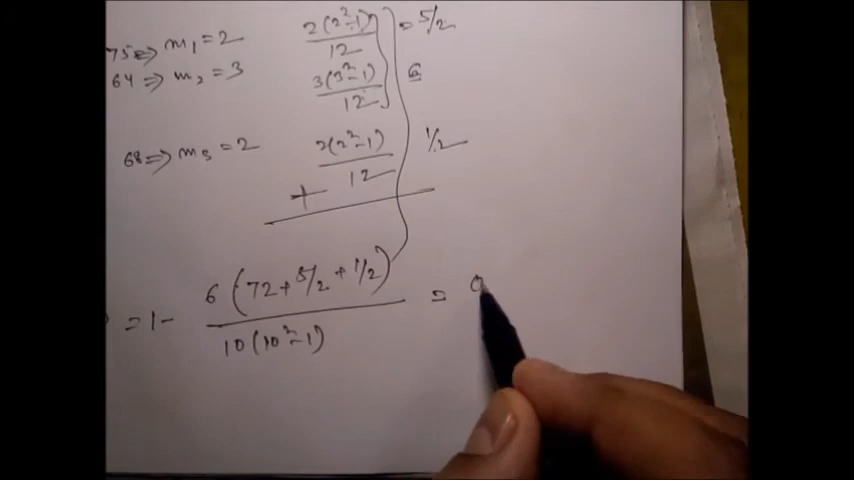 75 => m₁ = 2 2(2²-1)/12 = 5/2
64 => m₂ = 3 3(3²-1)/12
68 => m₃ = 2 2(2²-1)/12 1/2
+
= 1 - 6(72 + 5/2 + 1/2)/10(10²-1) = 0